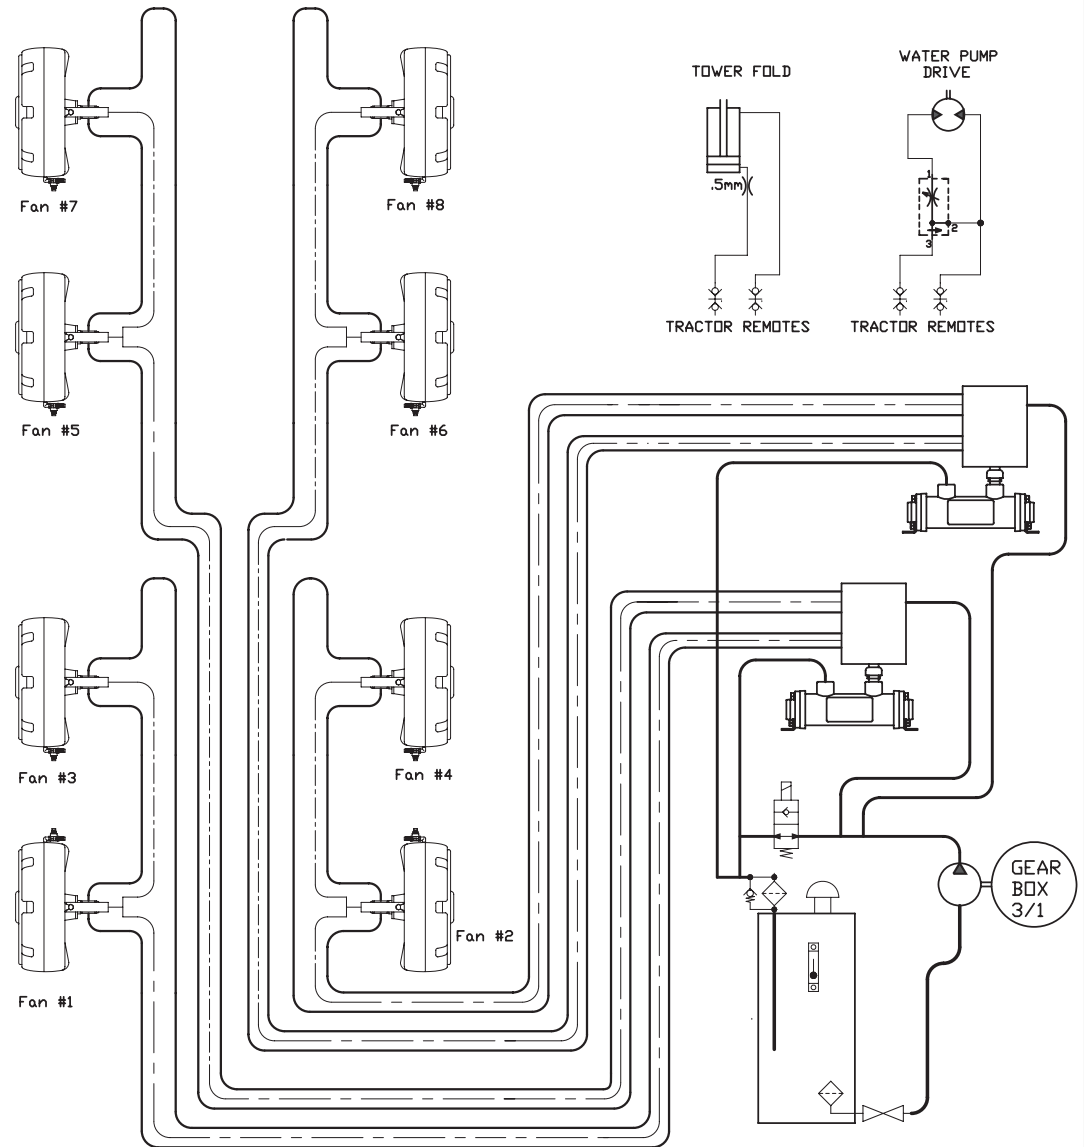 TOWER FOLD
WATER PUMP
DRIVE
.5mm
1
2
3
TRACTOR REMOTES
TRACTOR REMOTES
Fan #7
Fan #8
Fan #5
Fan #6
Fan #3
Fan #4
Fan #1
Fan #2
GEAR
BOX
3/1